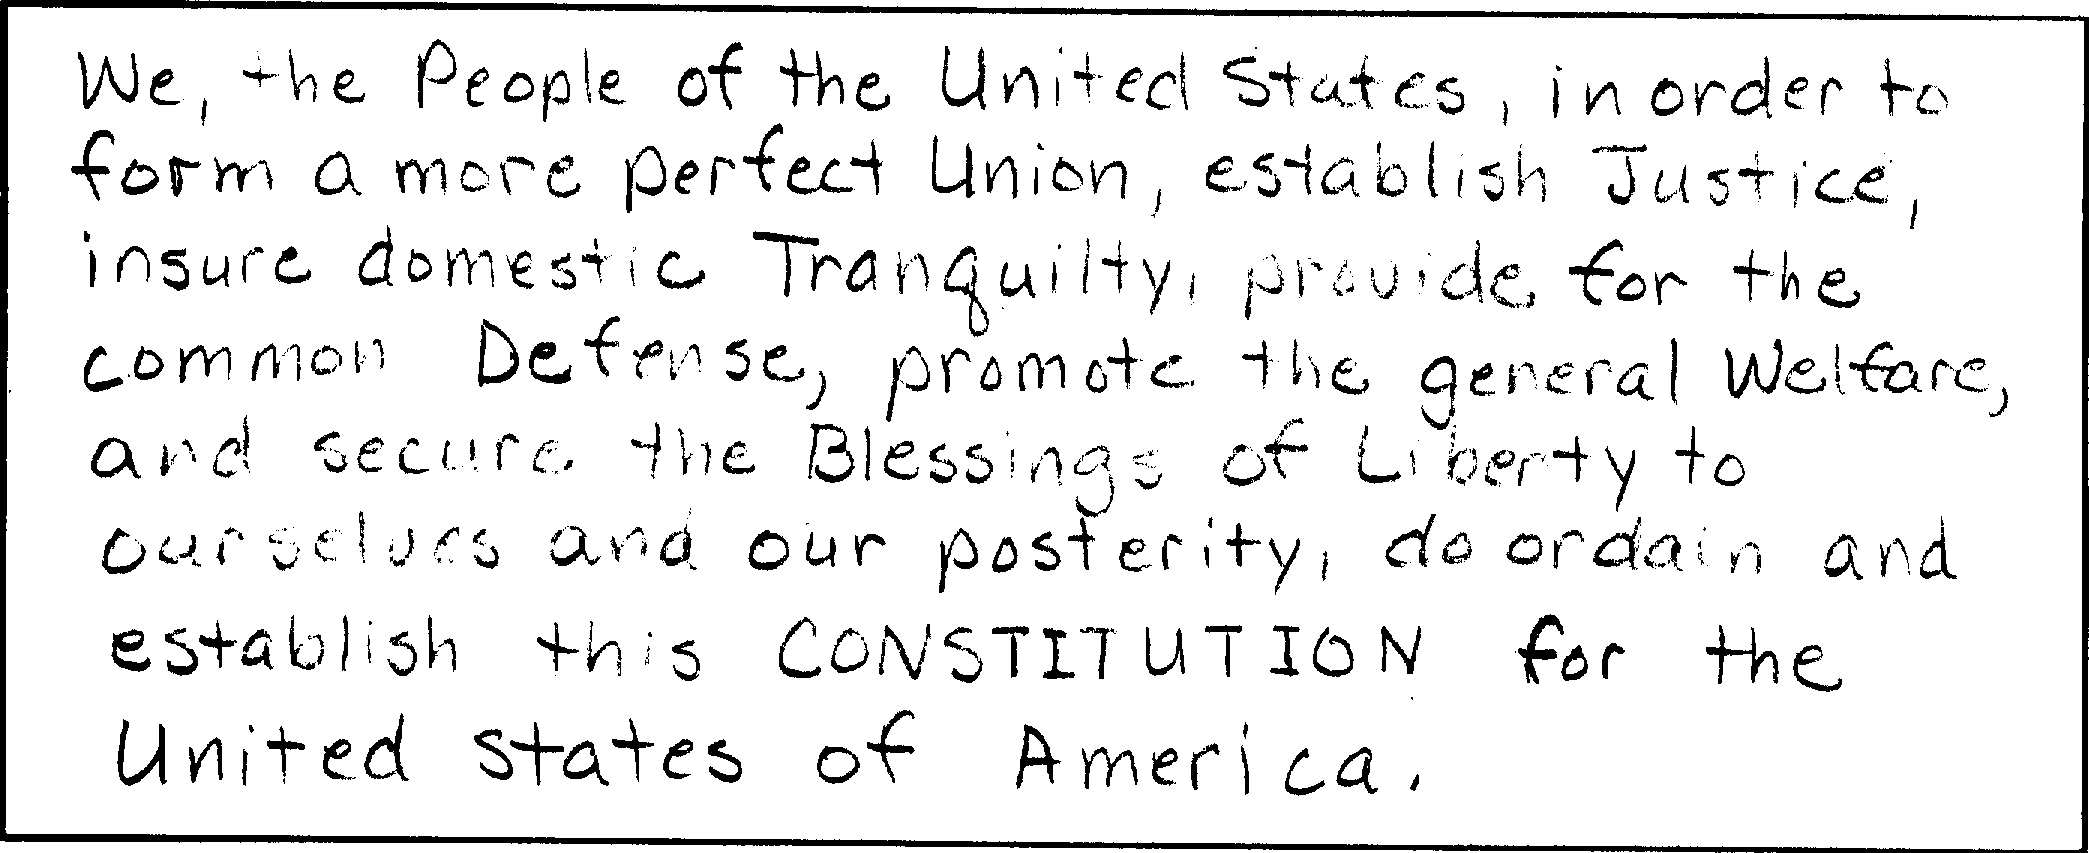 We, the People of the United States, in order to
form a more perfect Union, establish Justice,
insure domestic Tranquilty, provide for the
common Defense, promote the general Welfare,
and secure the Blessings of Liberty to
ourselves and our posterity, do ordain and
establish this CONSTITUTION for the
United States of America.